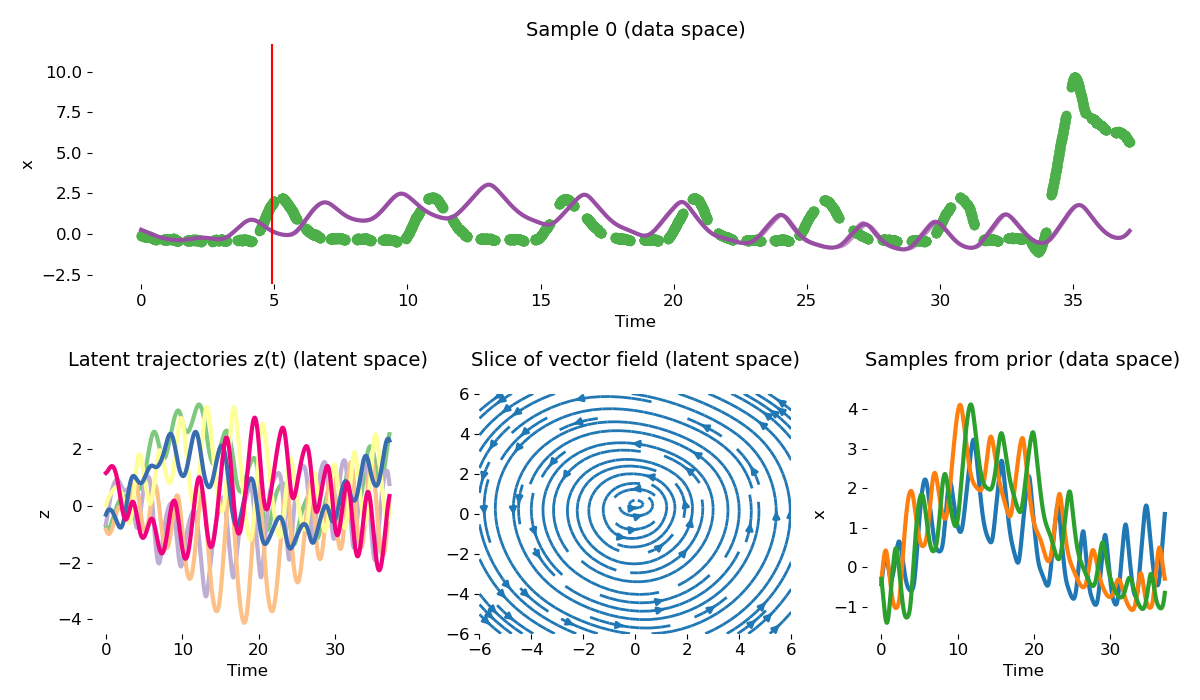 Sample 0 (data space)
10.0
7.5
5.0
2.5
0.0
−2.5
x
0 5 10 15 20 25 30 35
Time
Latent trajectories z(t) (latent space)
2
0
−2
−4
z
0 10 20 30
Time
Slice of vector field (latent space)
6
4
2
0
−2
−4
−6
−6 −4 −2 0 2 4 6
Samples from prior (data space)
4
3
2
1
0
−1
x
0 10 20 30
Time